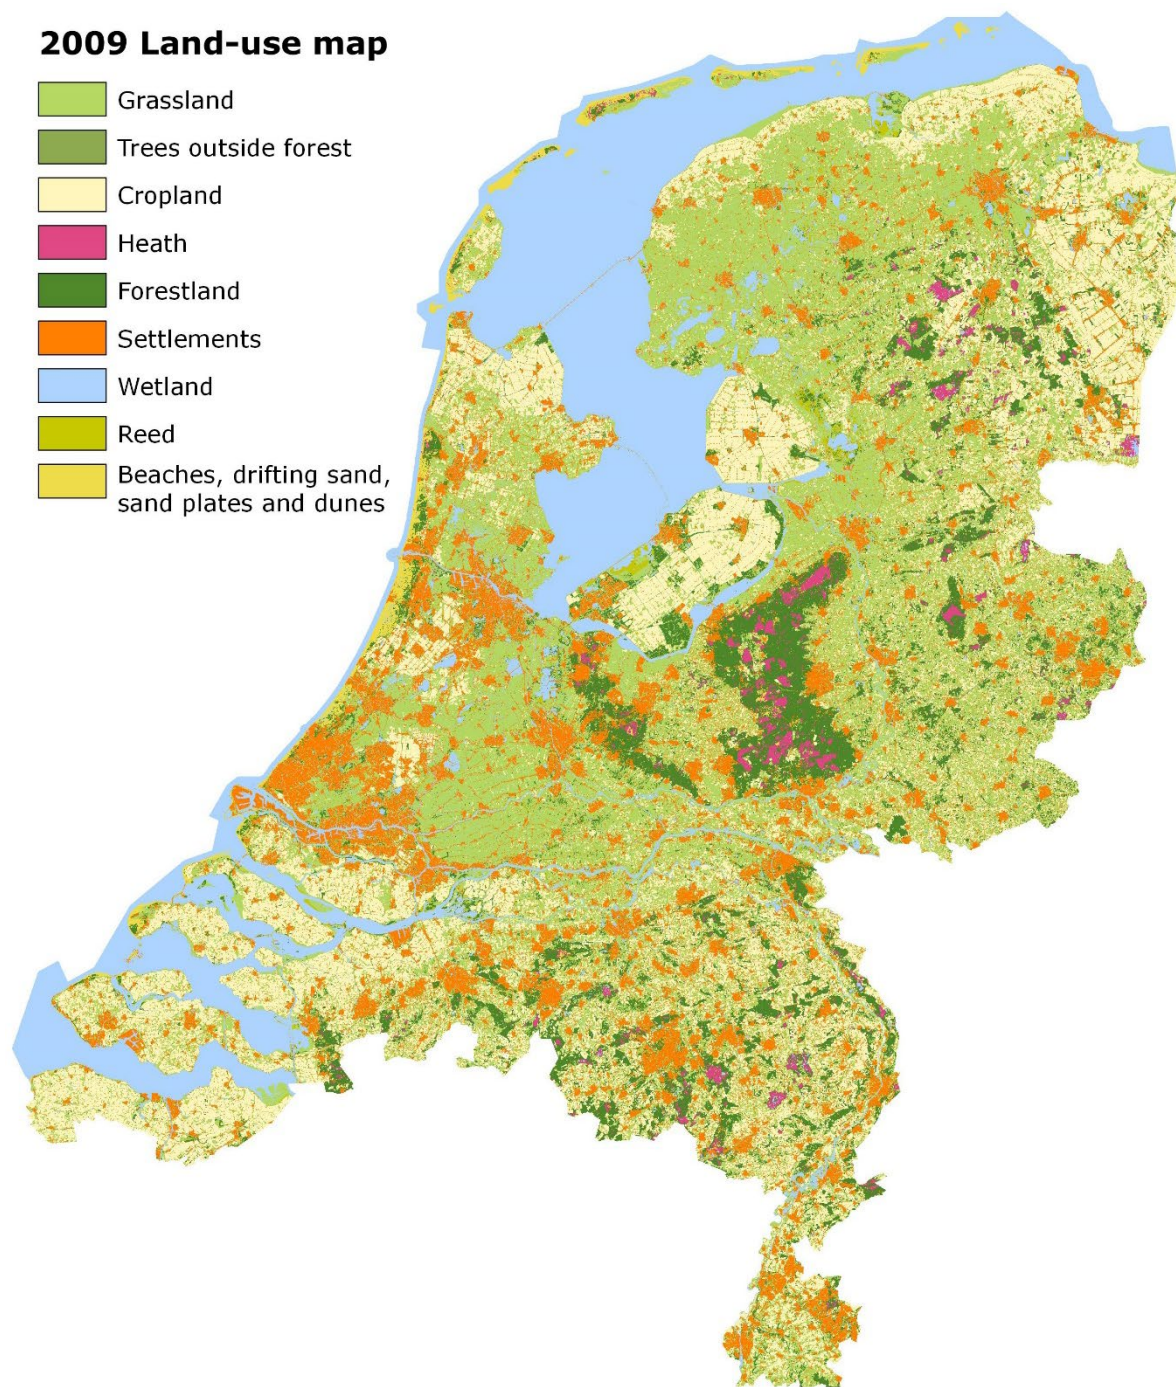 2009 Land-use map
Grassland
Trees outside forest
Cropland
Heath
Forestland
Settlements
Wetland
Reed
Beaches, drifting sand,
sand plates and dunes